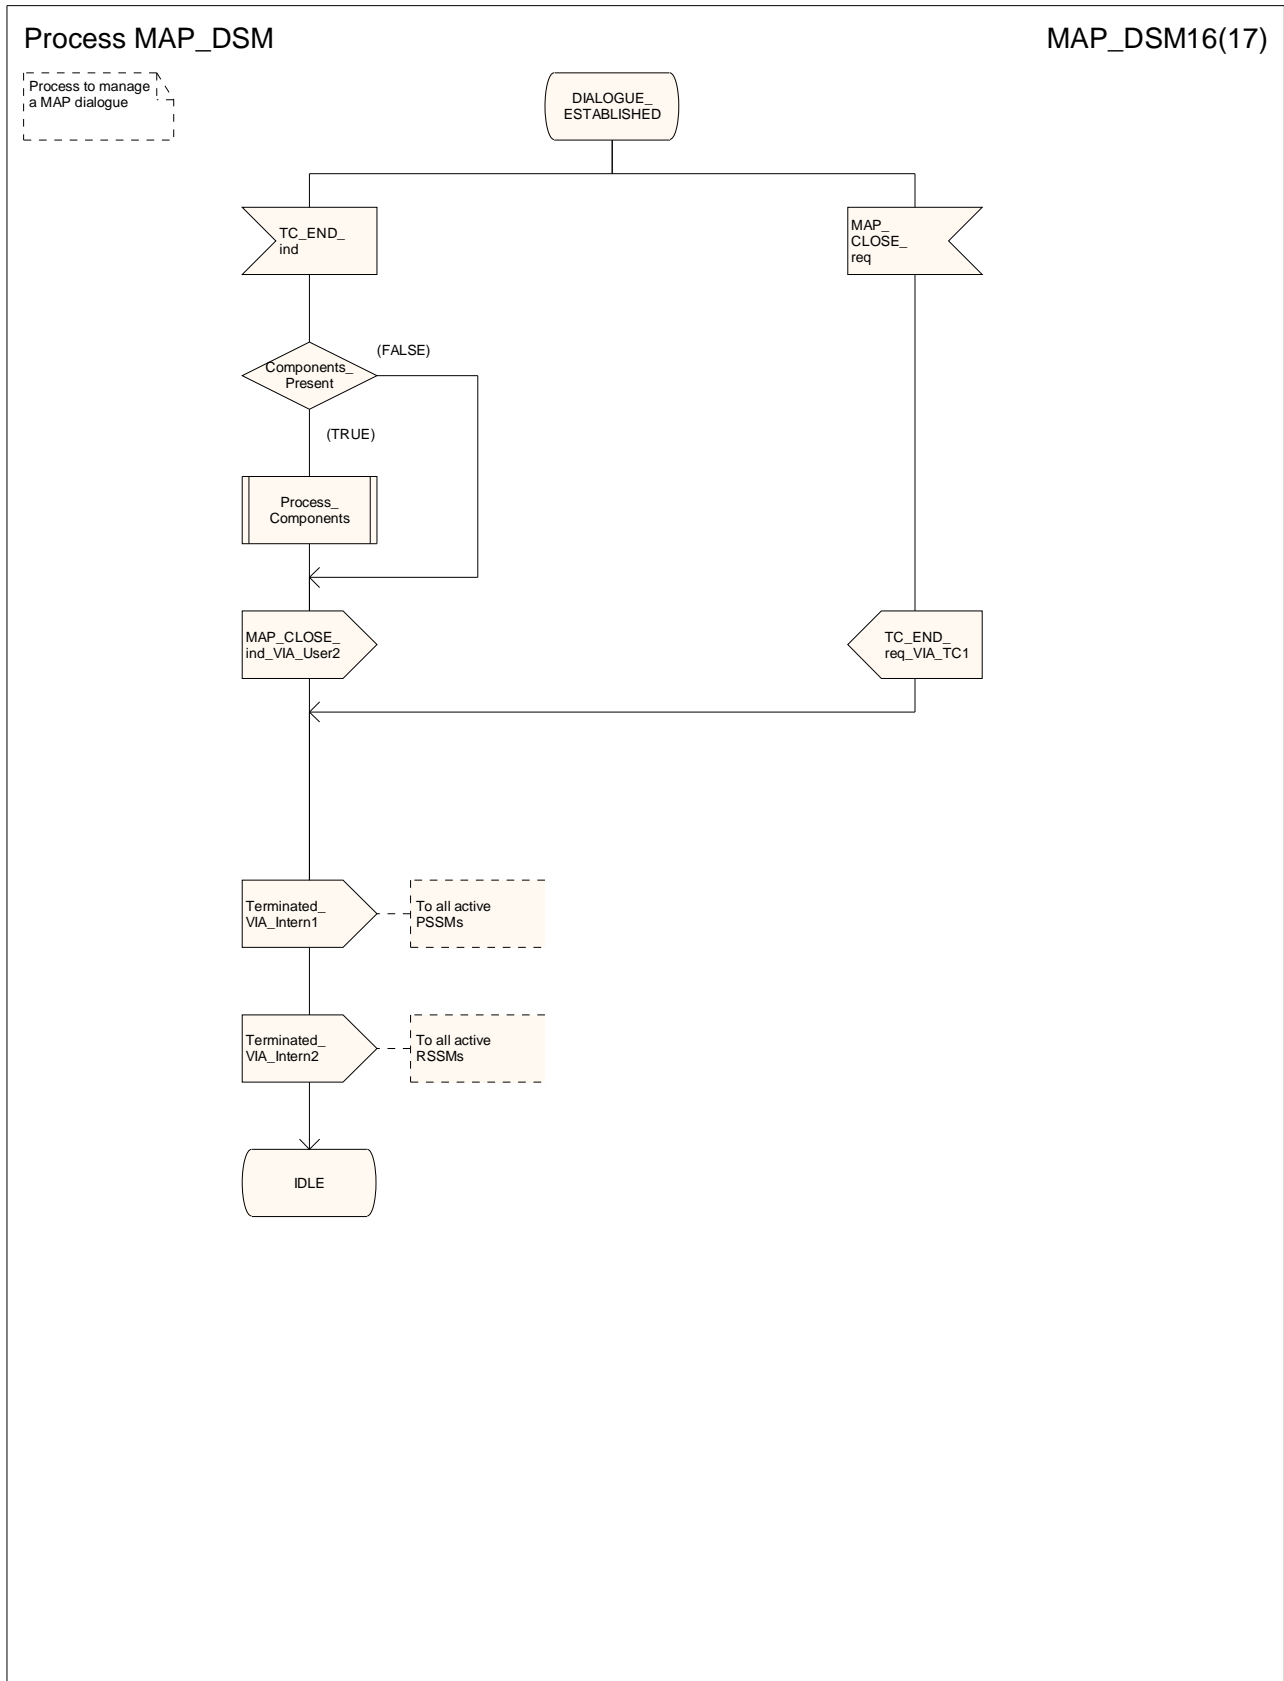 Process MAP_DSM
MAP_DSM16(17)
Process to manage
a MAP dialogue
DIALOGUE_
ESTABLISHED
TC_END_
ind
MAP_
CLOSE_
req
Components_
Present
(FALSE)
(TRUE)
Process_
Components
MAP_CLOSE_
ind_VIA_User2
TC_END_
req_VIA_TC1
Terminated_
VIA_Intern1
To all active
PSSMs
Terminated_
VIA_Intern2
To all active
RSSMs
IDLE